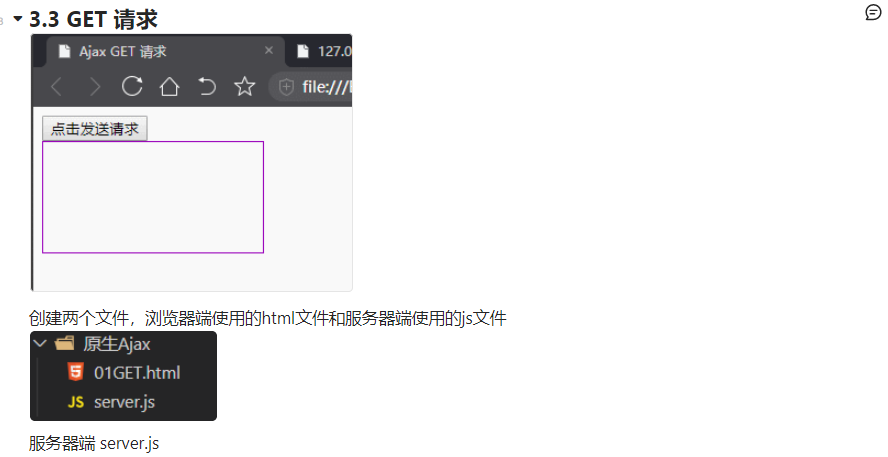 3.3 GET 请求
Ajax GET 请求
127.0
file:///
点击发送请求
创建两个文件，浏览器端使用的html文件和服务器端使用的js文件
原生Ajax
01GET.html
JS server.js
服务器端 server.js